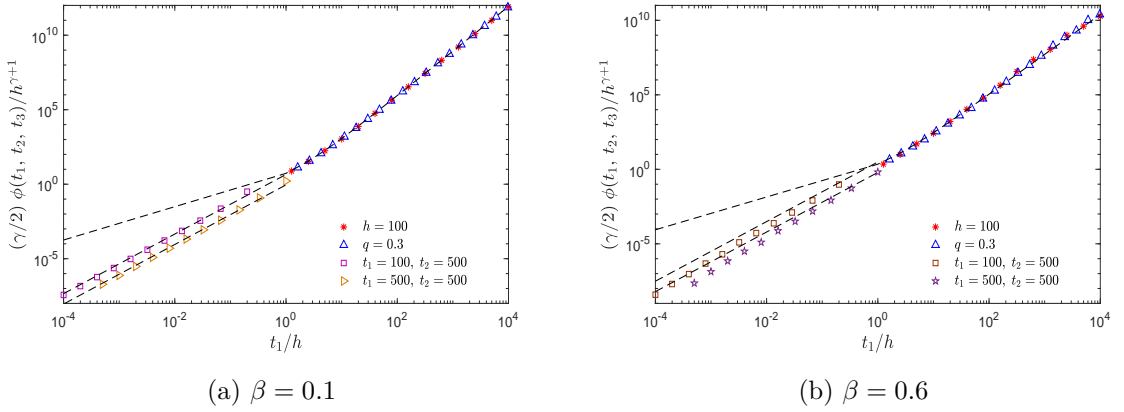 (γ/2) ϕ(t₁, t₂, t₃)/h^{γ+1}
10^{10}
10^{5}
10^{0}
10^{-5}
h = 100
q = 0.3
t₁ = 100, t₂ = 500
t₁ = 500, t₂ = 500
10^{-4} 10^{-2} 10^{0} 10^{2} 10^{4}
t₁/h
(a) β = 0.1
(γ/2) ϕ(t₁, t₂, t₃)/h^{γ+1}
10^{10}
10^{5}
10^{0}
10^{-5}
h = 100
q = 0.3
t₁ = 100, t₂ = 500
t₁ = 500, t₂ = 500
10^{-4} 10^{-2} 10^{0} 10^{2} 10^{4}
t₁/h
(b) β = 0.6